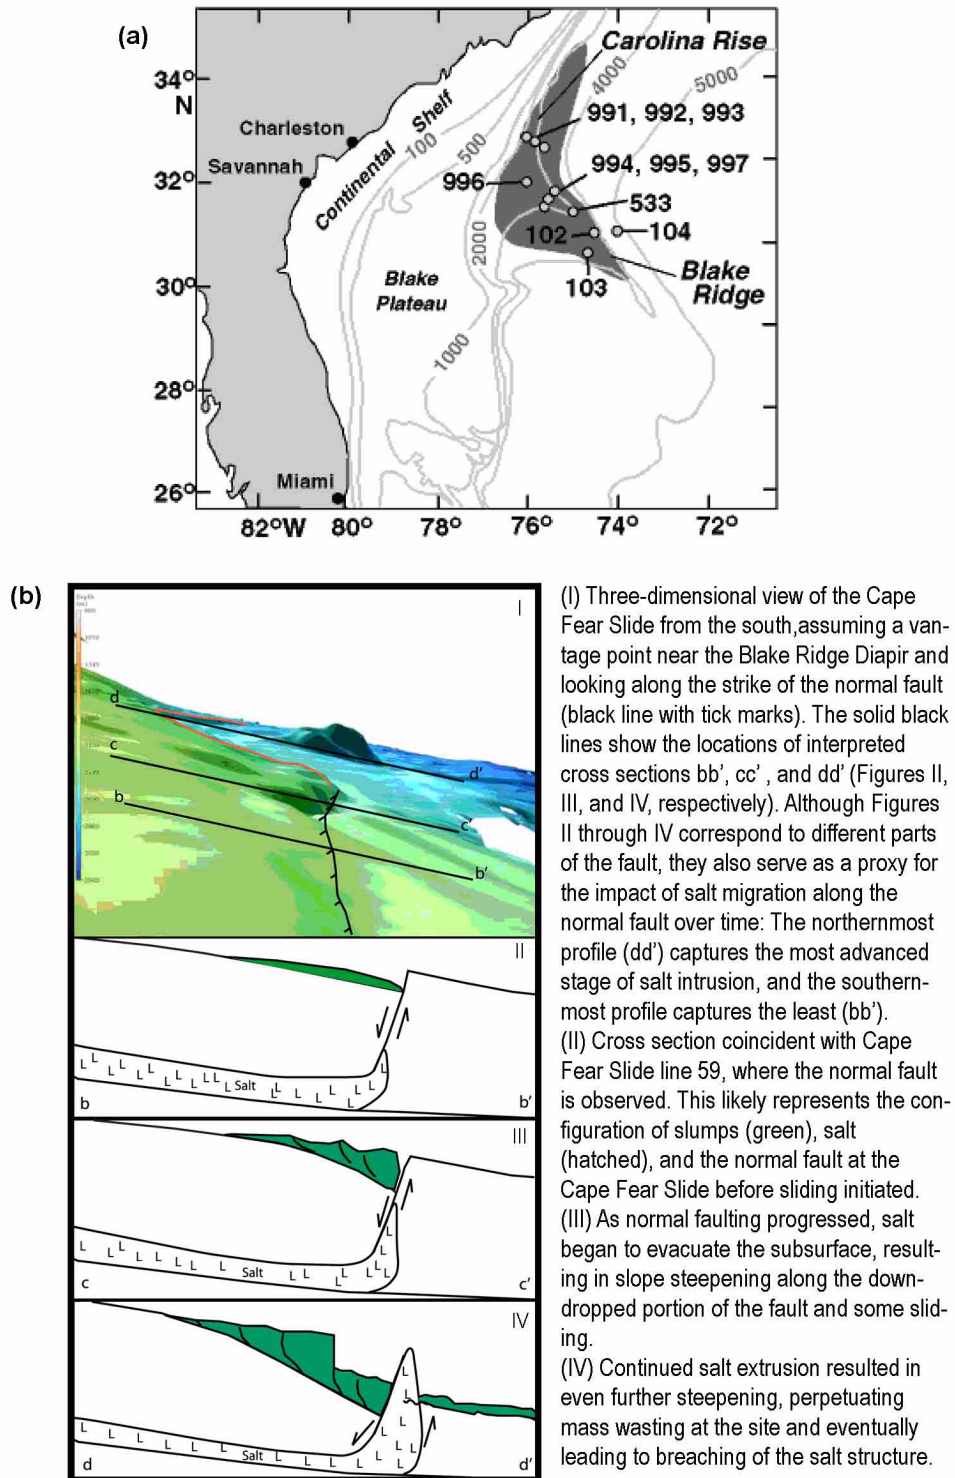 (a)
Carolina Rise
34°
N
32°
30°
28°
26°
Charleston
Savannah
Continental Shelf
100
500
4000
5000
991, 992, 993
994, 995, 997
996
533
102
104
103
2000
Blake
Plateau
Blake
Ridge
1000
Miami
82°W 80° 78° 76° 74° 72°
(b)
I
Depth
(m)
d
d'
c
c'
b
b'
II
L L L L L L L L L L Salt L L L L L L L
b
b'
III
L L L L L L L L Salt L L L L L L L L
c
c'
IV
L L L L L L L Salt L L L L L L L L L
d
d'
(I) Three-dimensional view of the Cape
Fear Slide from the south,assuming a van-
tage point near the Blake Ridge Diapir and
looking along the strike of the normal fault
(black line with tick marks). The solid black
lines show the locations of interpreted
cross sections bb', cc' , and dd' (Figures II,
III, and IV, respectively). Although Figures
II through IV correspond to different parts
of the fault, they also serve as a proxy for
the impact of salt migration along the
normal fault over time: The northernmost
profile (dd') captures the most advanced
stage of salt intrusion, and the southern-
most profile captures the least (bb').
(II) Cross section coincident with Cape
Fear Slide line 59, where the normal fault
is observed. This likely represents the con-
figuration of slumps (green), salt
(hatched), and the normal fault at the
Cape Fear Slide before sliding initiated.
(III) As normal faulting progressed, salt
began to evacuate the subsurface, result-
ing in slope steepening along the down-
dropped portion of the fault and some slid-
ing.
(IV) Continued salt extrusion resulted in
even further steepening, perpetuating
mass wasting at the site and eventually
leading to breaching of the salt structure.